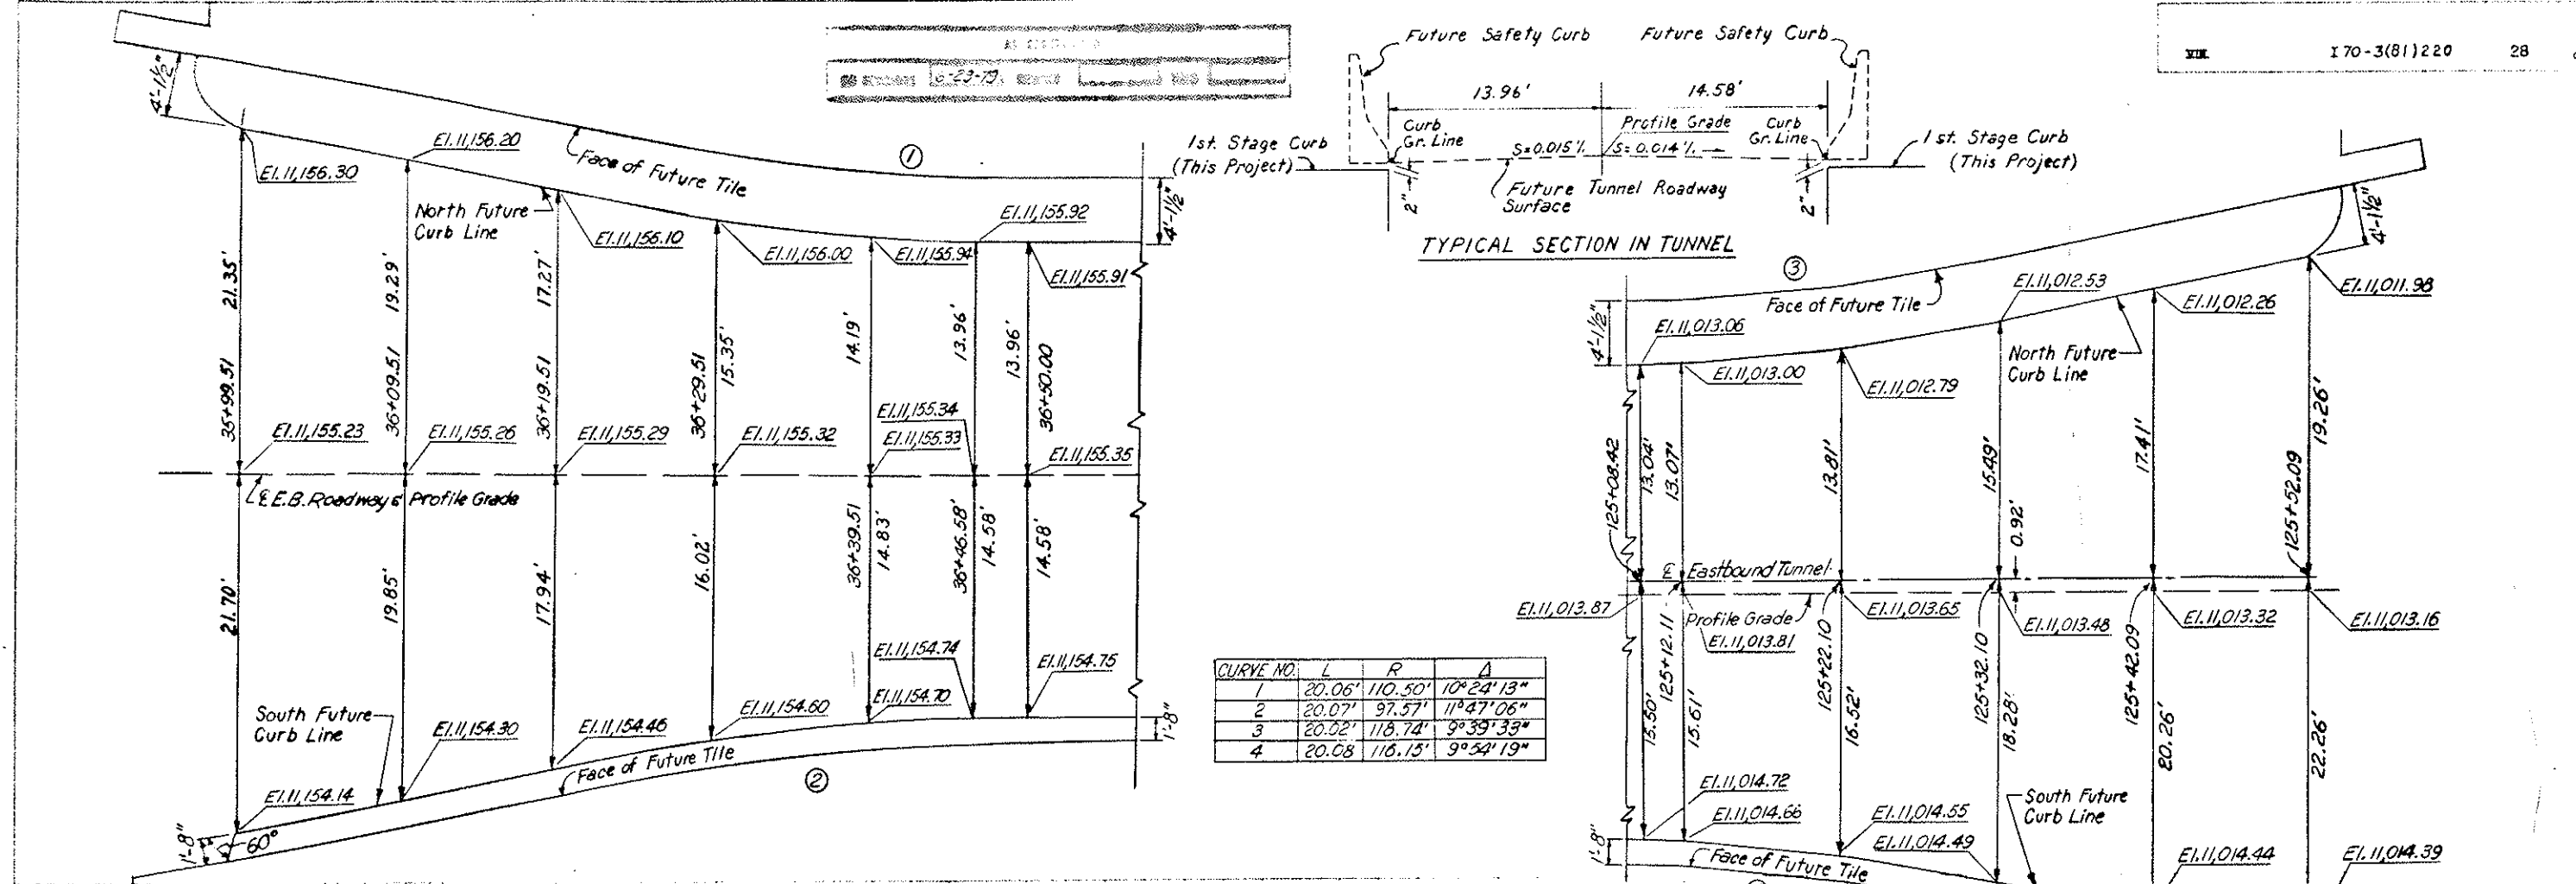 VIII I 70-3(81)220 28
6-23-79
Future Safety Curb
Future Safety Curb
13.96'
14.58'
Curb
Gr. Line
Profile Grade
Curb
Gr. Line
1st. Stage Curb
(This Project)
S=0.015%
S=0.014%
1st. Stage Curb
(This Project)
2"
Future Tunnel Roadway
Surface
2"
TYPICAL SECTION IN TUNNEL
4'-1½"
El.11,156.30
El.11,156.20
Face of Future Tile
1
North Future
Curb Line
El.11,156.10
El.11,156.00
El.11,155.94
El.11,155.92
El.11,155.91
4'-1½"
21.35'
19.29'
17.27'
15.35'
14.19'
13.96'
13.96'
35+99.51
36+09.51
36+19.51
36+29.51
36+50.00
El.11,155.23
El.11,155.26
El.11,155.29
El.11,155.32
El.11,155.34
El.11,155.33
El.11,155.35
℄ E.B. Roadway & Profile Grade
21.70'
19.85'
17.94'
16.02'
36+39.51
14.83'
36+46.58'
14.58'
14.58'
South Future
Curb Line
El.11,154.14
El.11,154.30
El.11,154.46
El.11,154.60
El.11,154.70
El.11,154.74
El.11,154.75
Face of Future Tile
2
1'-8"
60°
1'-8"
CURVE NO. L R Δ
1 20.06' 110.50' 10°24'13"
2 20.07' 97.57' 11°47'06"
3 20.02' 118.74' 9°39'33"
4 20.08 116.15' 9°54'19"
3
Face of Future Tile
4'-1½"
4'-1½"
El.11,013.06
El.11,013.00
El.11,012.79
El.11,012.53
El.11,012.26
El.11,011.98
North Future
Curb Line
125+08.42
13.04'
13.07'
13.81'
15.49'
17.41'
19.26'
0.92'
125+52.09
℄ Eastbound Tunnel
Profile Grade
El.11,013.87
El.11,013.81
El.11,013.65
El.11,013.48
El.11,013.32
El.11,013.16
15.50'
125+12.11
15.61'
125+22.10
16.52'
125+32.10
18.28'
125+42.09
20.26'
22.26'
El.11,014.72
El.11,014.66
El.11,014.55
El.11,014.49
South Future
Curb Line
El.11,014.44
El.11,014.39
1'-8"
Face of Future Tile